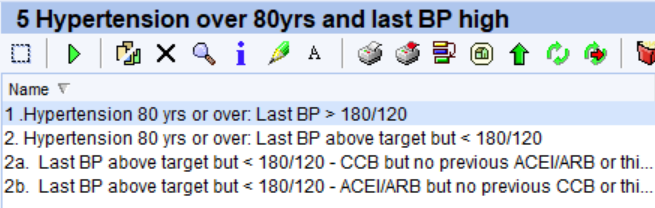 5 Hypertension over 80yrs and last BP high
A
Name
1 .Hypertension 80 yrs or over: Last BP > 180/120
2. Hypertension 80 yrs or over: Last BP above target but < 180/120
2a. Last BP above target but < 180/120 - CCB but no previous ACEI/ARB or thi...
2b. Last BP above target but < 180/120 - ACEI/ARB but no previous CCB or thi...